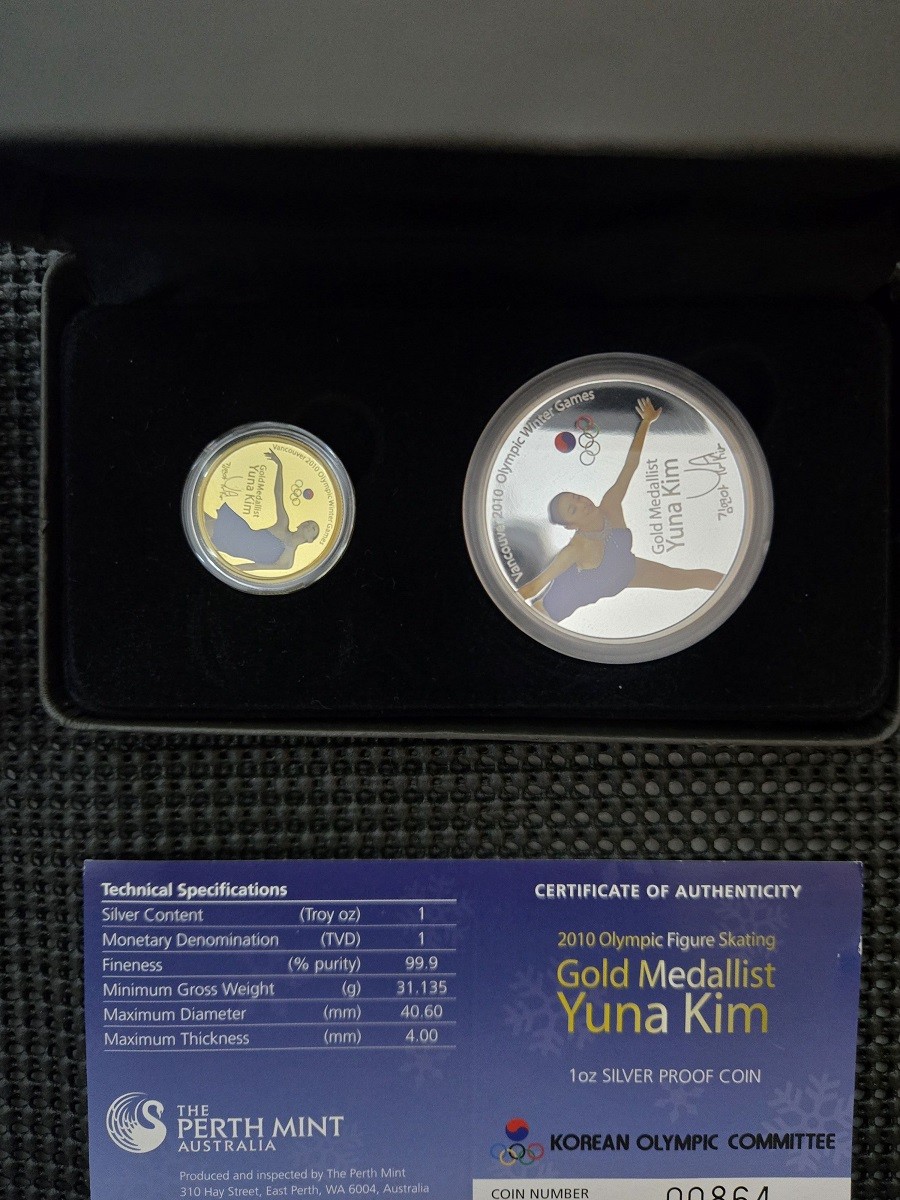 Vancouver 2010 Olympic Winter Games
Gold Medallist
Yuna Kim
Vancouver 2010 Olympic Winter Games
Gold Medallist
Yuna Kim
김연아
Technical Specifications
Silver Content (Troy oz) 1
Monetary Denomination (TVD) 1
Fineness (% purity) 99.9
Minimum Gross Weight (g) 31.135
Maximum Diameter (mm) 40.60
Maximum Thickness (mm) 4.00
THE
PERTH MINT
AUSTRALIA
Produced and inspected by The Perth Mint
310 Hay Street, East Perth, WA 6004, Australia
CERTIFICATE OF AUTHENTICITY
2010 Olympic Figure Skating
Gold Medallist
Yuna Kim
1oz SILVER PROOF COIN
KOREAN OLYMPIC COMMITTEE
COIN NUMBER 00864